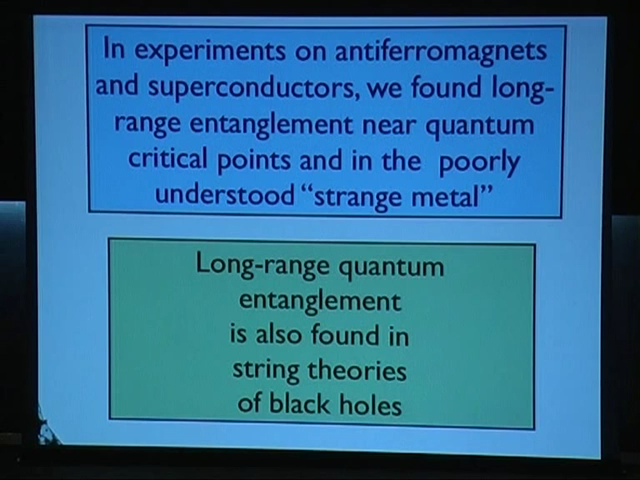 In experiments on antiferromagnets
and superconductors, we found long-
range entanglement near quantum
critical points and in the poorly
understood “strange metal”
Long-range quantum
entanglement
is also found in
string theories
of black holes